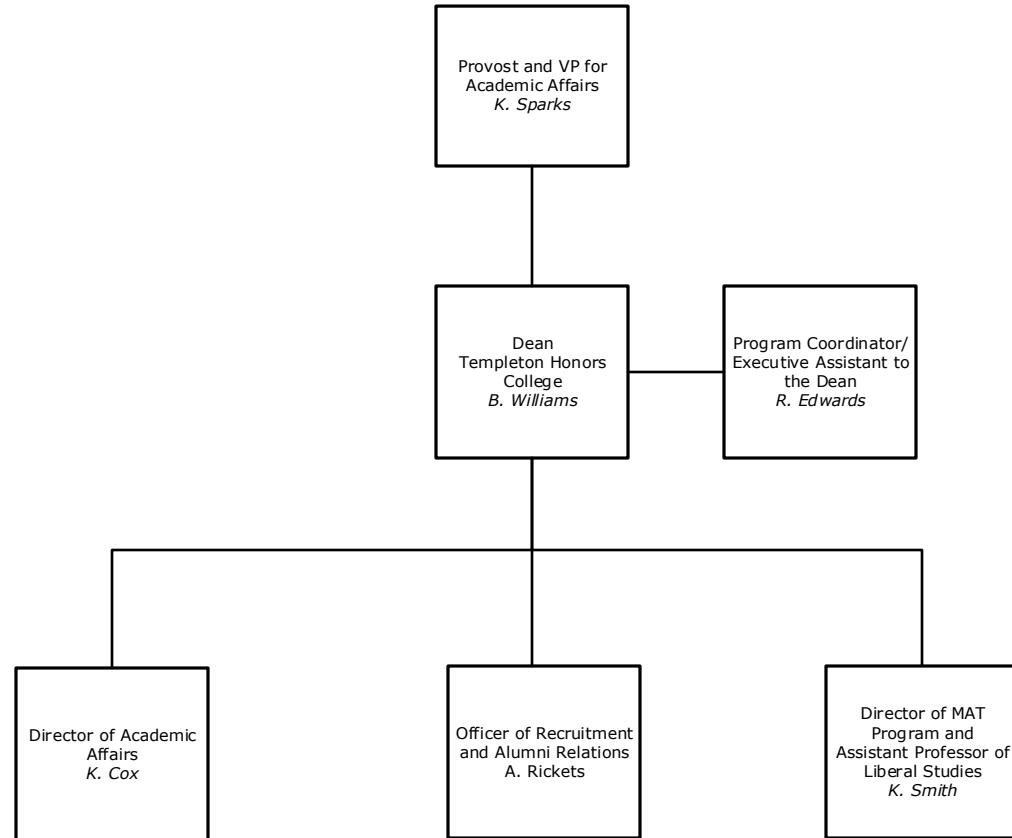 Provost and VP for
Academic Affairs
K. Sparks
Dean
Templeton Honors
College
B. Williams
Program Coordinator/
Executive Assistant to
the Dean
R. Edwards
Director of Academic
Affairs
K. Cox
Officer of Recruitment
and Alumni Relations
A. Rickets
Director of MAT
Program and
Assistant Professor of
Liberal Studies
K. Smith